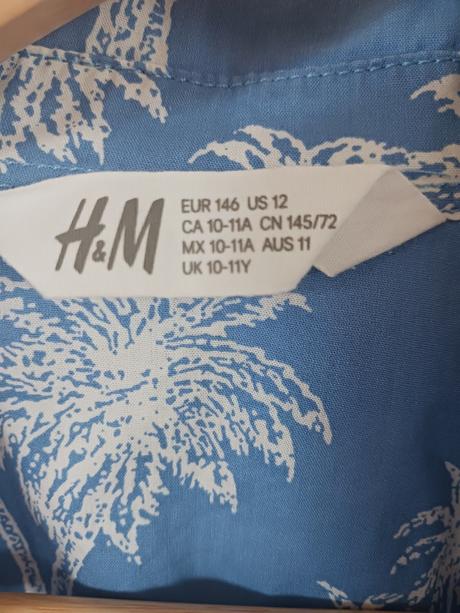 H&M
EUR 146 US 12
CA 10-11A CN 145/72
MX 10-11A AUS 11
UK 10-11Y